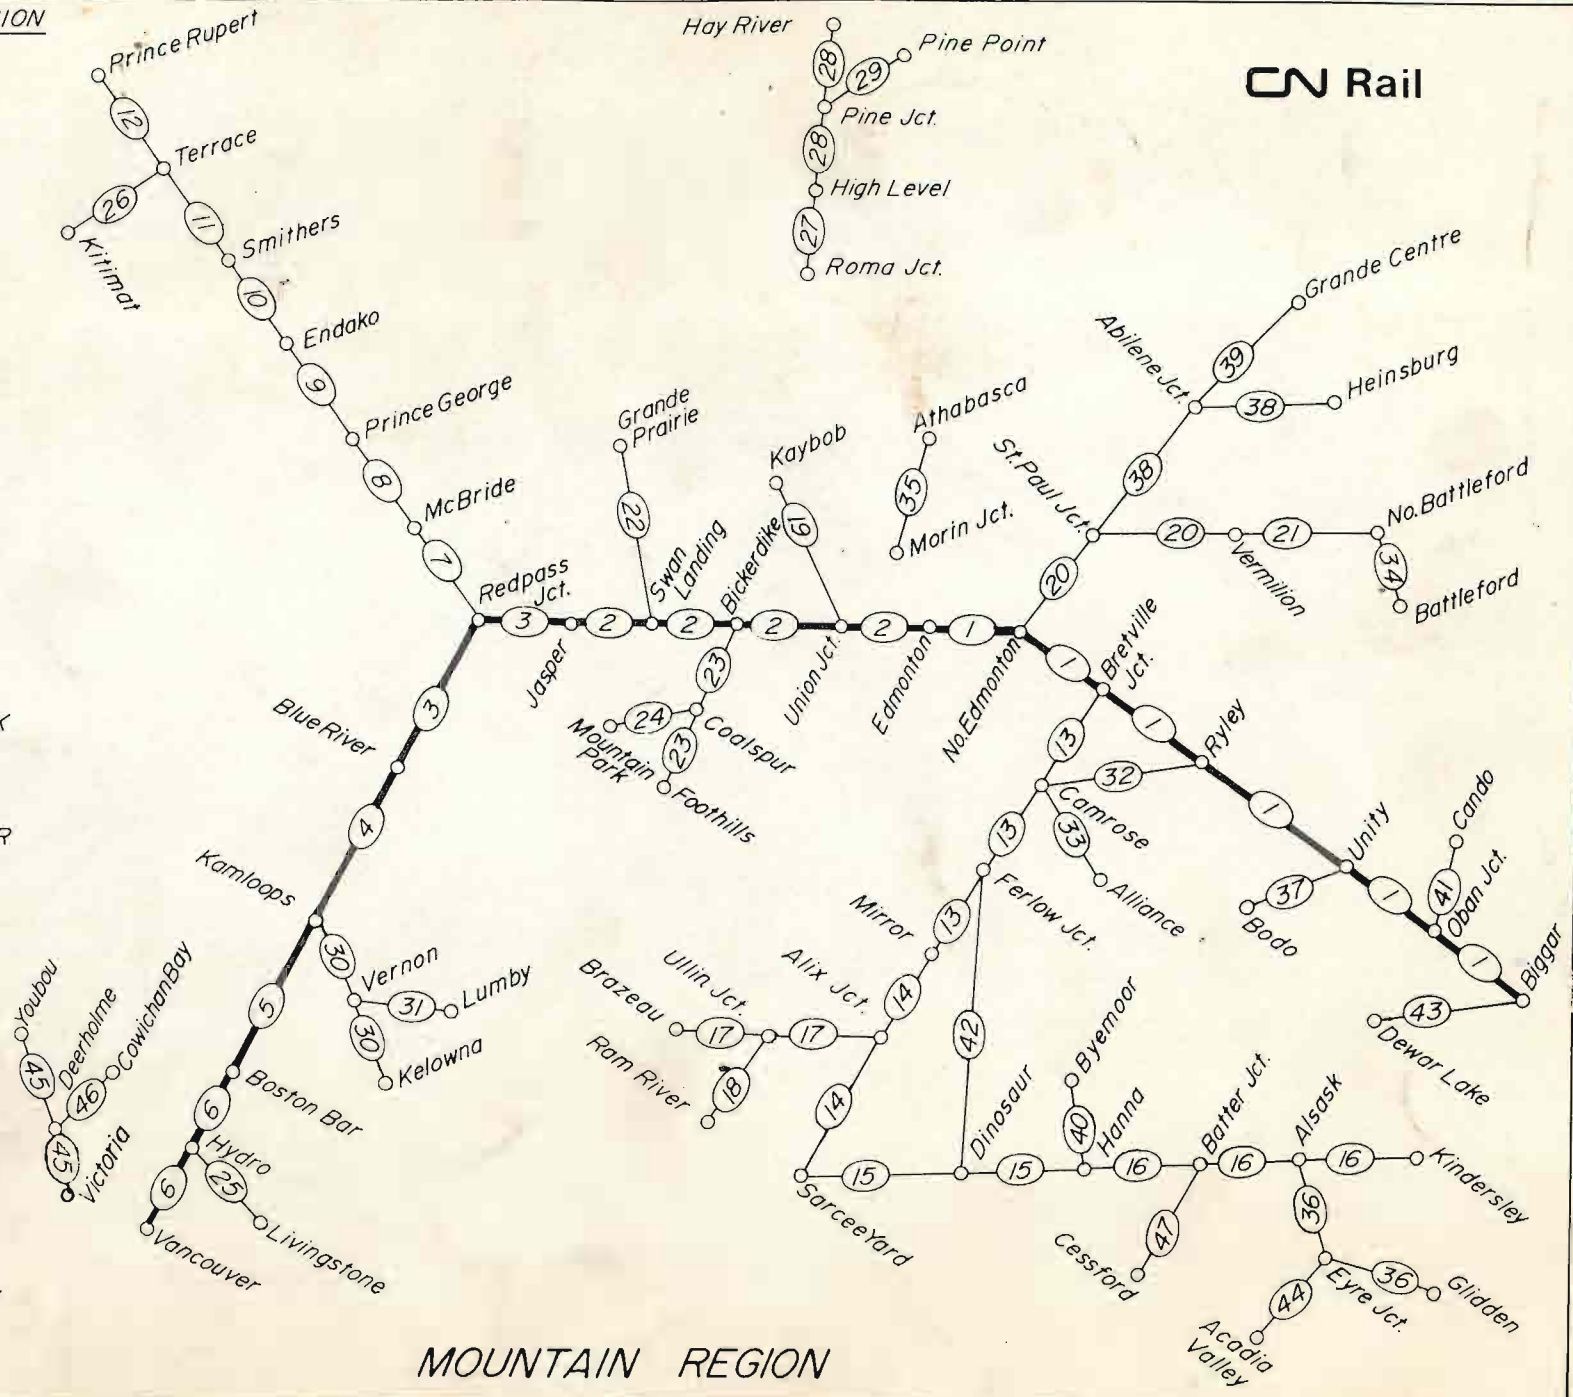 ION
CN Rail
Prince Rupert
12
Terrace
26
Kitimat
11
Smithers
10
Endako
9
Prince George
8
McBride
7
Redpass
Jct.
Hay River
28
29
Pine Point
Pine Jct.
28
High Level
27
Roma Jct.
Grande Centre
39
Abilene Jct.
38
Heinsburg
38
St. Paul Jct.
20
Vermilion
21
No. Battleford
34
Battleford
20
Athabasca
35
Morin Jct.
Kaybob
19
Grande
Prairie
22
3
Jasper
2
Swan
Landing
2
Bickerdike
2
Union Jct.
2
Edmonton
1
No. Edmonton
1
Bretville
Jct.
1
Ryley
1
Unity
37
Bodo
1
Cando
41
Oban Jct.
1
Biggar
43
Dewar Lake
23
24
Mountain
Park
Coalspur
23
Foothills
3
Blue River
4
Kamloops
30
Vernon
31
Lumby
30
Kelowna
5
Boston Bar
6
Hydro
25
Livingstone
6
Vancouver
Youbou
45
Deerholme
46
Cowichan Bay
45
Victoria
K
R
13
32
Camrose
33
Alliance
13
Ferlow Jct.
13
Mirror
14
Alix Jct.
17
Ullin Jct.
17
Brazeau
18
Ram River
14
Sarcee Yard
42
15
Dinosaur
15
Byemoor
40
Hanna
16
Batter Jct.
47
Cessford
16
Alsask
16
Kindersley
36
Eyre Jct.
36
Glidden
44
Acadia
Valley
MOUNTAIN REGION